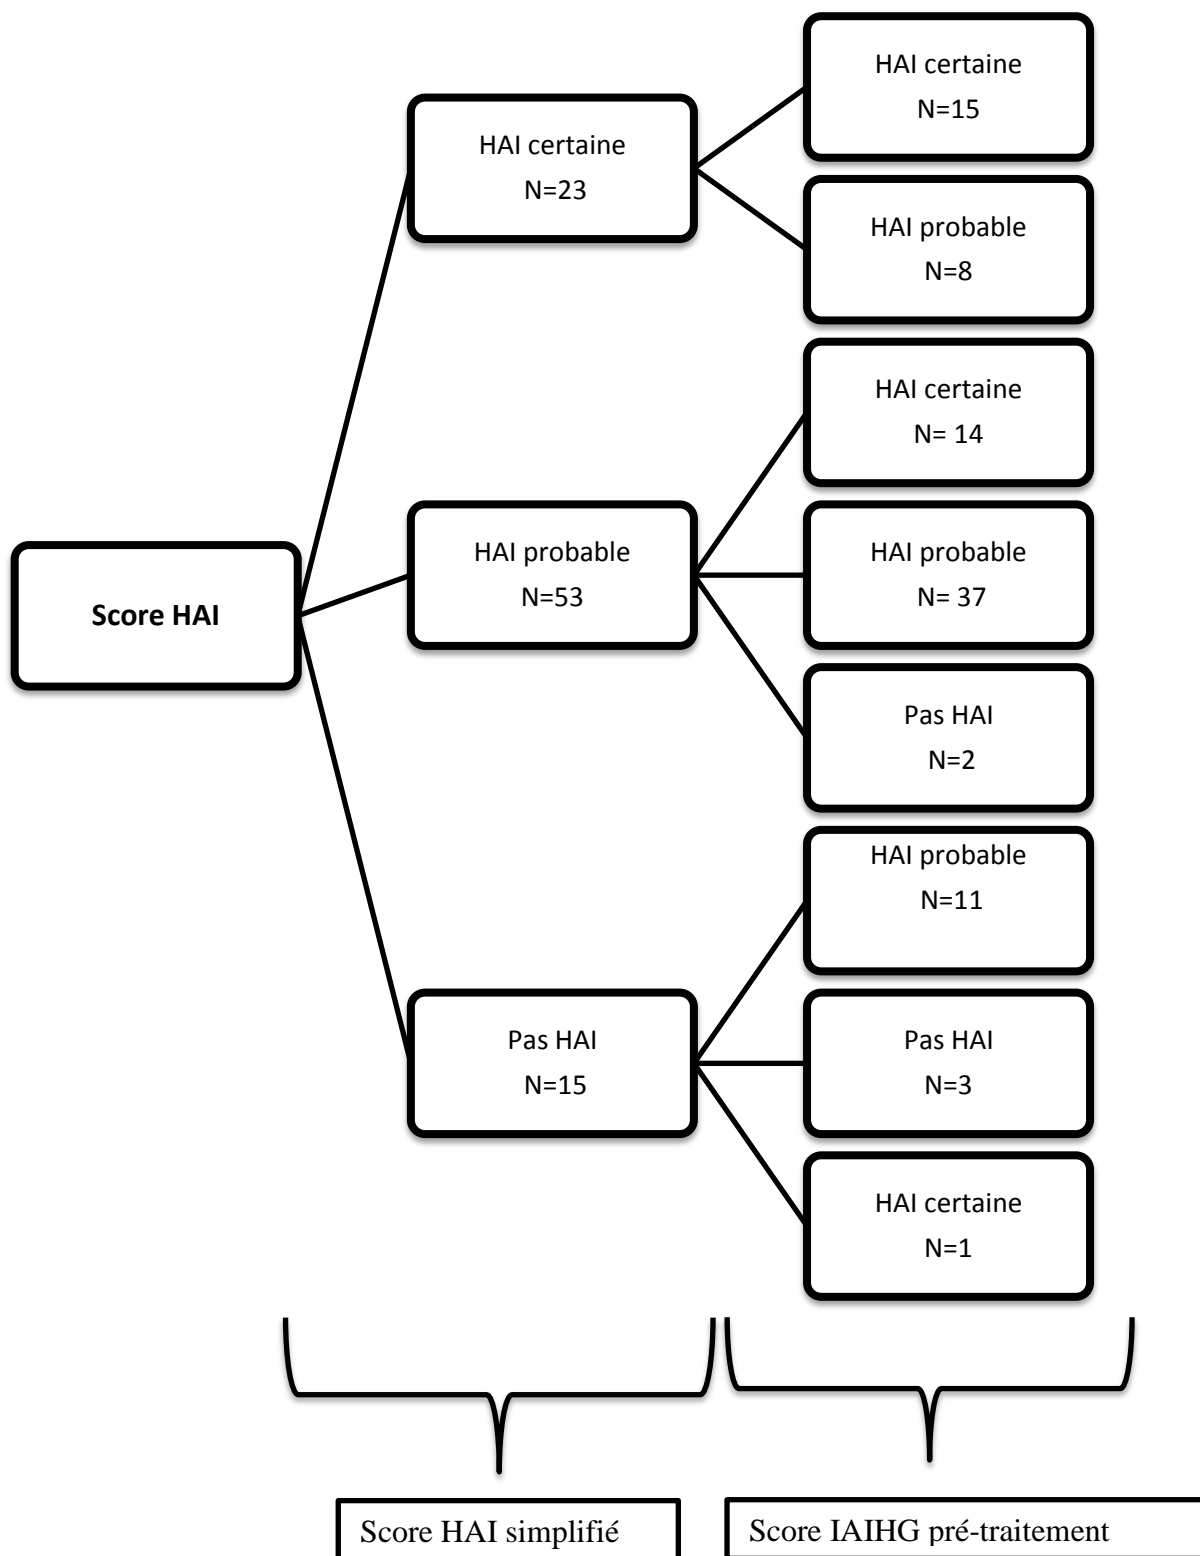 Score HAI
HAI certaine
N=23
HAI probable
N=53
Pas HAI
N=15
HAI certaine
N=15
HAI probable
N=8
HAI certaine
N= 14
HAI probable
N= 37
Pas HAI
N=2
HAI probable
N=11
Pas HAI
N=3
HAI certaine
N=1
Score HAI simplifié
Score IAIHG pré-traitement